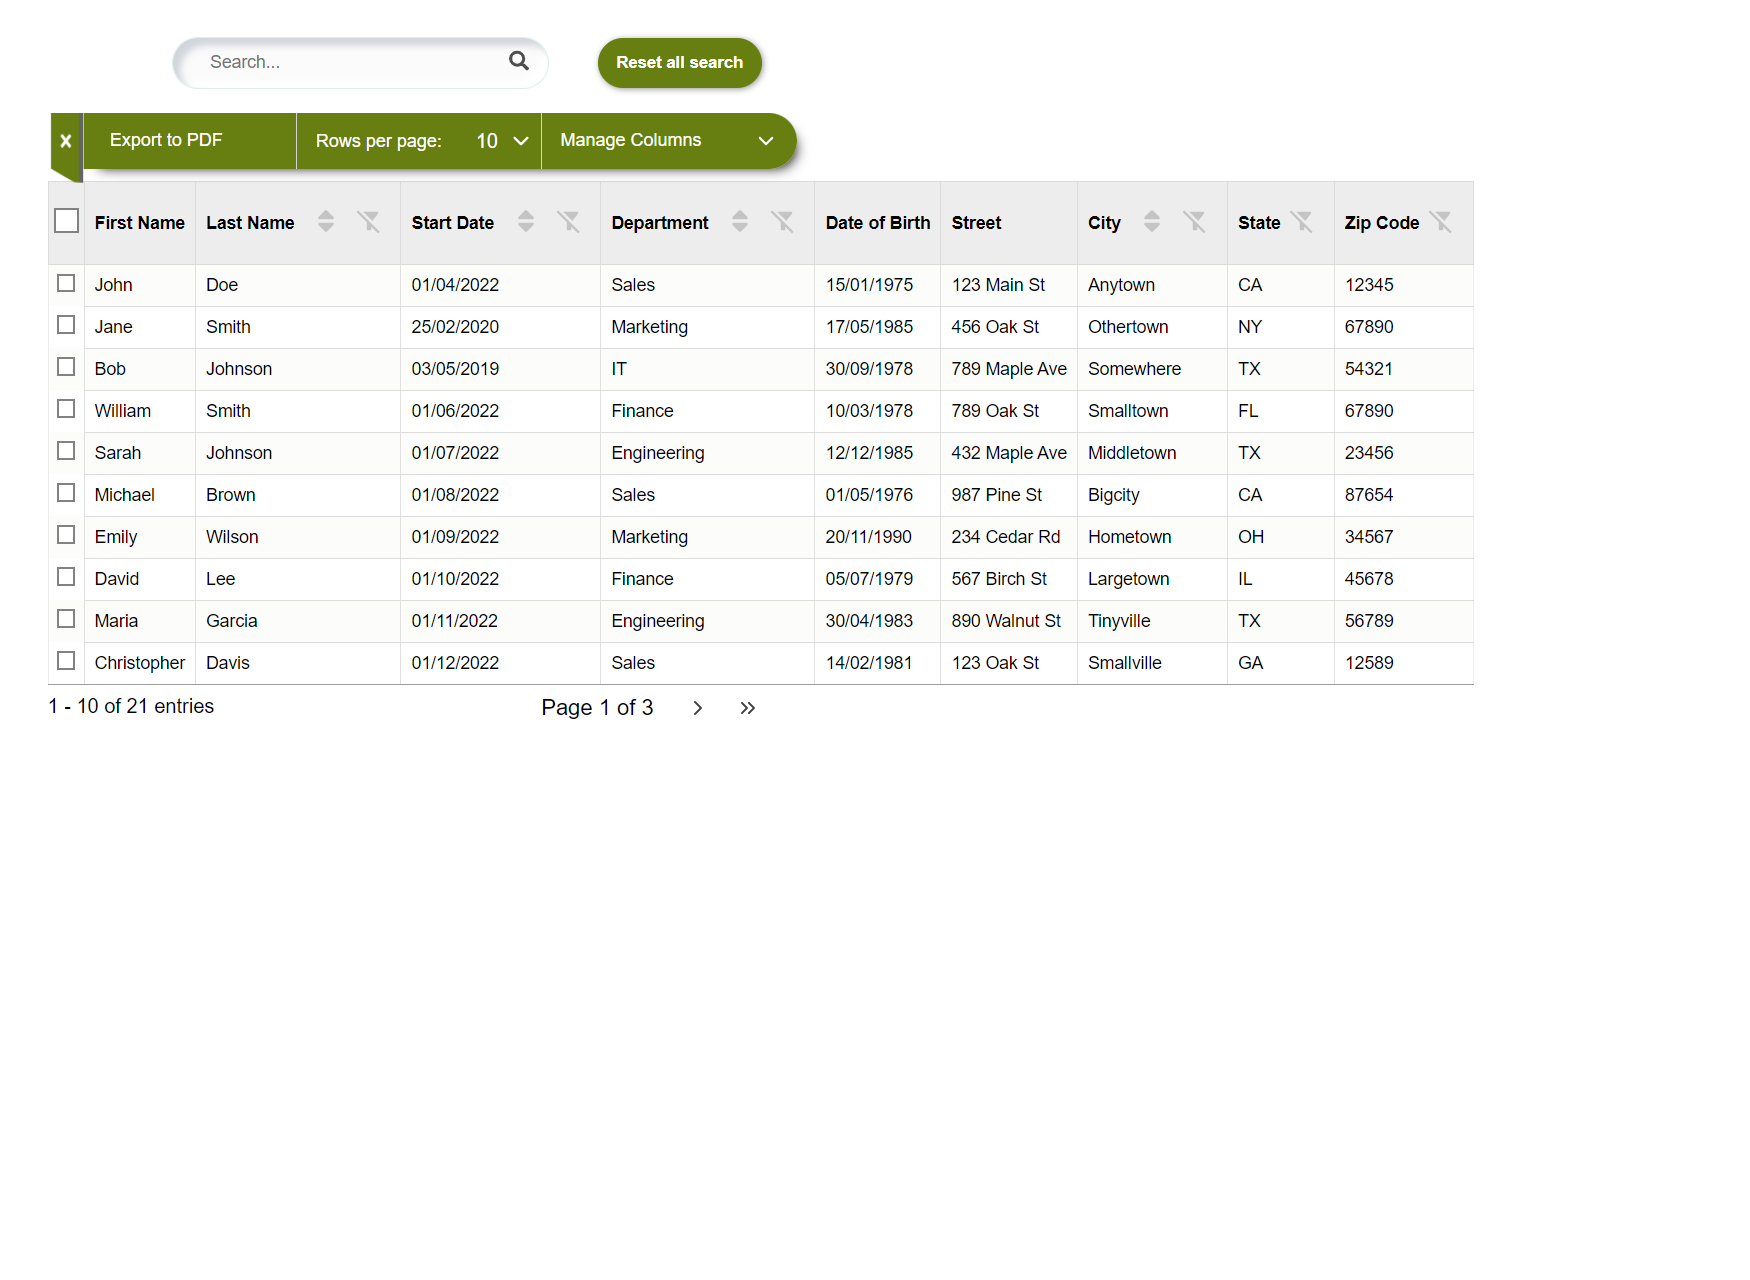 Search...
Reset all search
x Export to PDF Rows per page: 10 Manage Columns
First Name Last Name Start Date Department Date of Birth Street City State Zip Code
John Doe 01/04/2022 Sales 15/01/1975 123 Main St Anytown CA 12345
Jane Smith 25/02/2020 Marketing 17/05/1985 456 Oak St Othertown NY 67890
Bob Johnson 03/05/2019 IT 30/09/1978 789 Maple Ave Somewhere TX 54321
William Smith 01/06/2022 Finance 10/03/1978 789 Oak St Smalltown FL 67890
Sarah Johnson 01/07/2022 Engineering 12/12/1985 432 Maple Ave Middletown TX 23456
Michael Brown 01/08/2022 Sales 01/05/1976 987 Pine St Bigcity CA 87654
Emily Wilson 01/09/2022 Marketing 20/11/1990 234 Cedar Rd Hometown OH 34567
David Lee 01/10/2022 Finance 05/07/1979 567 Birch St Largetown IL 45678
Maria Garcia 01/11/2022 Engineering 30/04/1983 890 Walnut St Tinyville TX 56789
Christopher Davis 01/12/2022 Sales 14/02/1981 123 Oak St Smallville GA 12589
1 - 10 of 21 entries Page 1 of 3